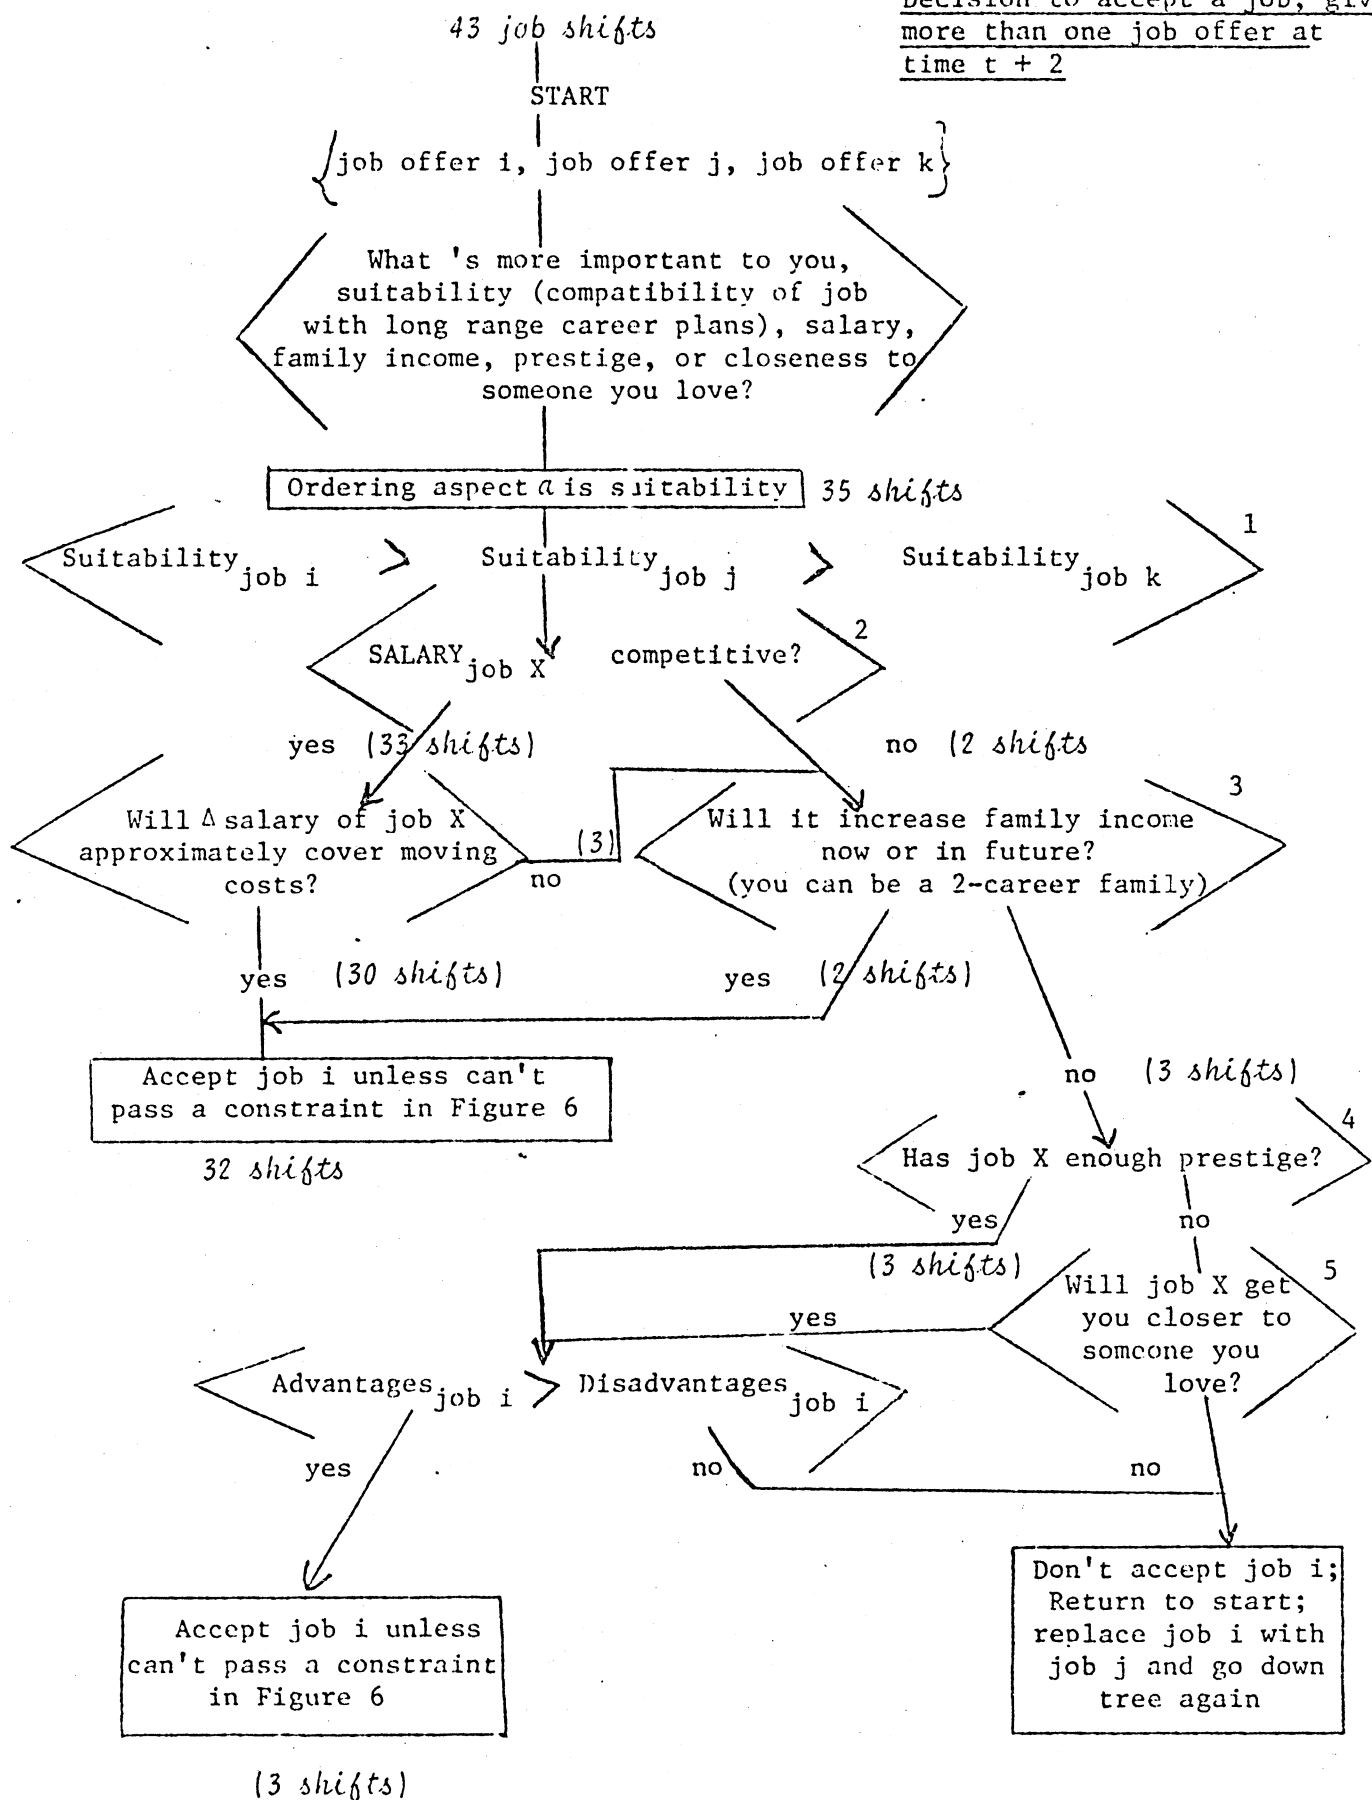 Decision to accept a job, giv
more than one job offer at
time t + 2
43 job shifts
START
{job offer i, job offer j, job offer k}
What 's more important to you,
suitability (compatibility of job
with long range career plans), salary,
family income, prestige, or closeness to
someone you love?
Ordering aspect a is suitability 35 shifts
1
Suitability job i > Suitability job j > Suitability job k
2
SALARY job X competitive?
yes (33 shifts) no (2 shifts
3
Will Δ salary of job X
approximately cover moving
costs?
(3)
no
Will it increase family income
now or in future?
(you can be a 2-career family)
yes (30 shifts) yes (2 shifts)
Accept job i unless can't
pass a constraint in Figure 6
32 shifts
no (3 shifts)
4
Has job X enough prestige?
yes no
(3 shifts)
5
Will job X get
you closer to
someone you
love?
yes
Advantages job i > Disadvantages job i
yes no no
Accept job i unless
can't pass a constraint
in Figure 6
(3 shifts)
Don't accept job i;
Return to start;
replace job i with
job j and go down
tree again